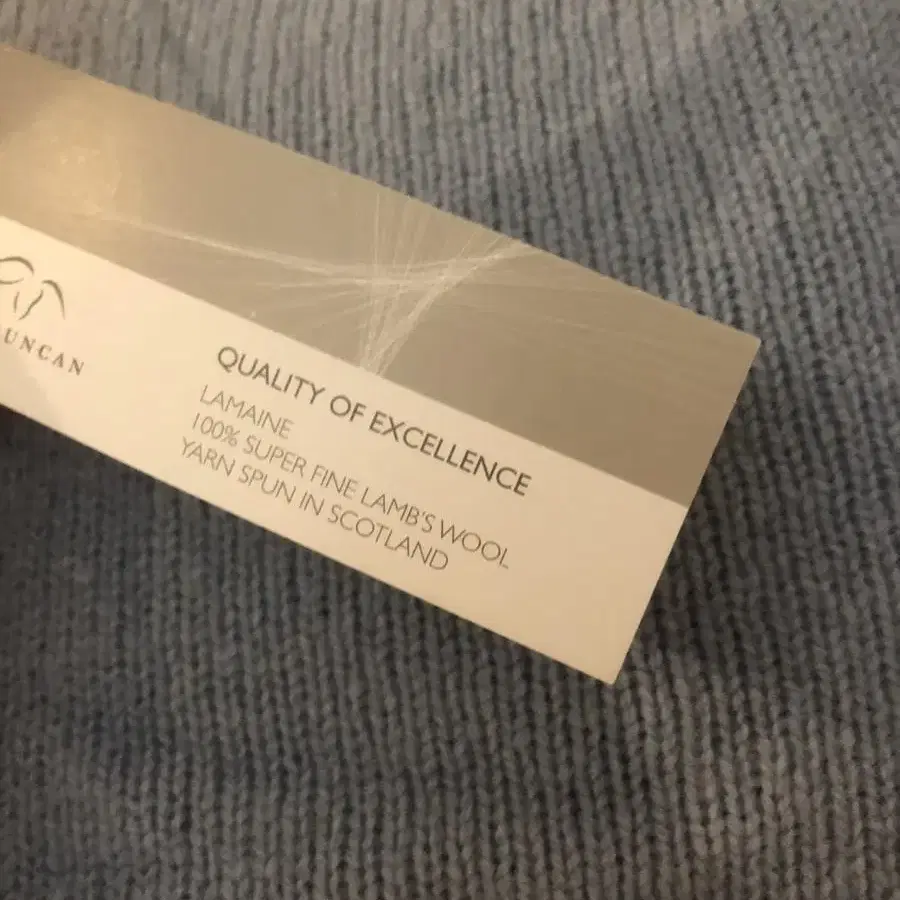 UNCAN
QUALITY OF EXCELLENCE
LAMAINE
100% SUPER FINE LAMB'S WOOL
YARN SPUN IN SCOTLAND